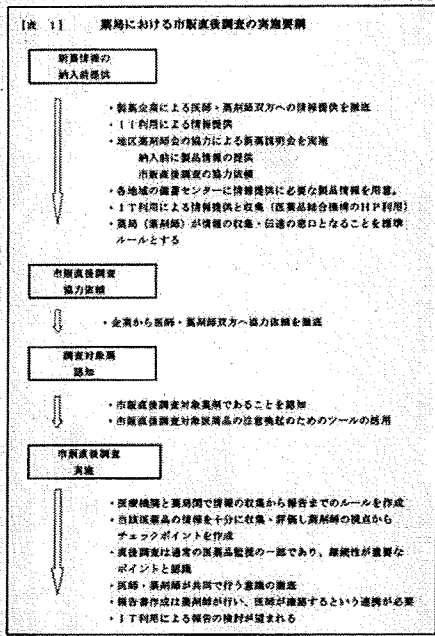 [表 1] 薬局における市販直後調査の実施要綱
新薬情報の
納入前提供
・製薬企業による医師・薬剤師双方への情報提供を徹底
・IT利用による情報提供
・地区薬剤師会の協力による新薬説明会を実施
納入前に製品情報の提供
市販直後調査の協力依頼
・各地域の備蓄センターに情報提供に必要な製品情報を用意。
・IT利用による情報提供と収集(医薬品総合機構のHP利用)
・薬局(薬剤師)が情報の収集・伝達の窓口となることを標準
ルールとする
市販直後調査
協力依頼
・企業から医師・薬剤師双方へ協力依頼を徹底
調査対象薬
認知
・市販直後調査対象薬剤であることを認知
・市販直後調査対象医薬品の注意喚起のためのツールの活用
市販直後調査
実施
・医療機関と薬局間で情報の収集から報告までのルールを作成
・当該医薬品の情報を十分に収集・評価し薬剤師の視点から
チェックポイントを作成
・直後調査は通常の医薬品監視の一部であり、継続性が重要な
ポイントと認識
・医師・薬剤師が共同で行う意識の徹底
・報告書作成は薬剤師が行い、医師が確認するという連携が必要
・IT利用による報告の検討が望まれる